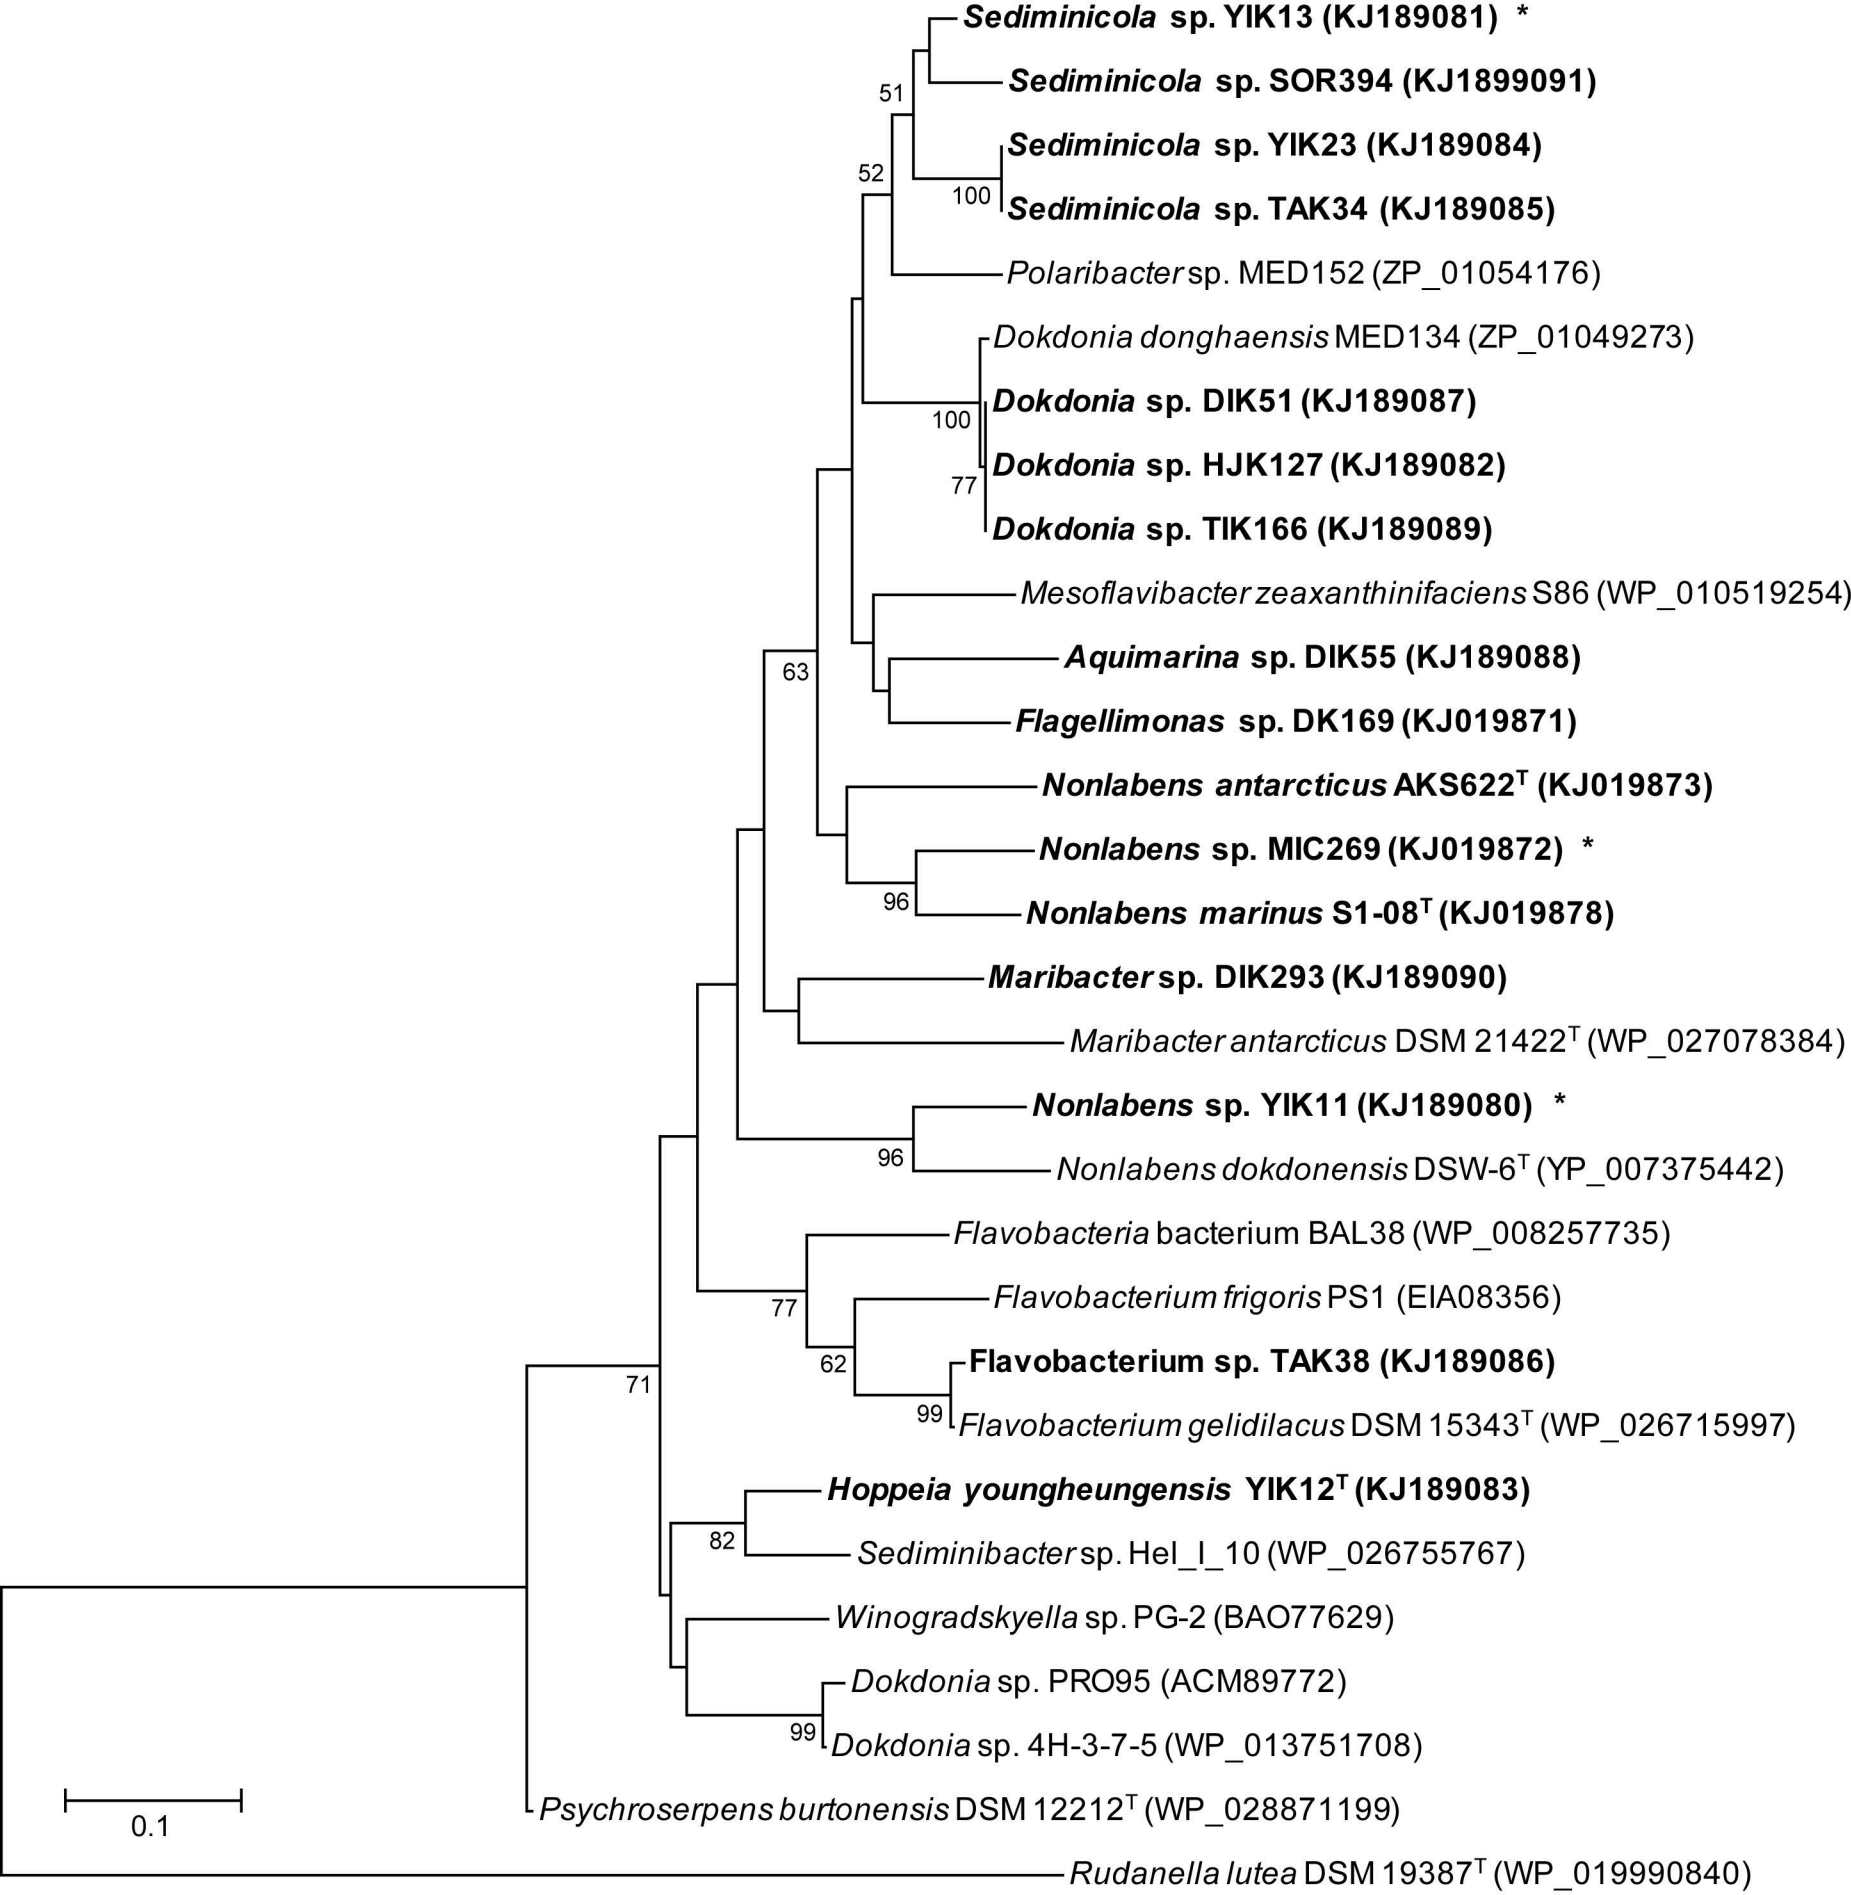 Sediminicola sp. YIK13 (KJ189081) *
Sediminicola sp. SOR394 (KJ1899091)
51
Sediminicola sp. YIK23 (KJ189084)
52
100
Sediminicola sp. TAK34 (KJ189085)
Polaribacter sp. MED152 (ZP_01054176)
Dokdonia donghaensis MED134 (ZP_01049273)
Dokdonia sp. DIK51 (KJ189087)
100
Dokdonia sp. HJK127 (KJ189082)
77
Dokdonia sp. TIK166 (KJ189089)
Mesoflavibacter zeaxanthinifaciens S86 (WP_010519254)
Aquimarina sp. DIK55 (KJ189088)
63
Flagellimonas sp. DK169 (KJ019871)
Nonlabens antarcticus AKS622T (KJ019873)
Nonlabens sp. MIC269 (KJ019872) *
96
Nonlabens marinus S1-08T (KJ019878)
Maribacter sp. DIK293 (KJ189090)
Maribacter antarcticus DSM 21422T (WP_027078384)
Nonlabens sp. YIK11 (KJ189080) *
96
Nonlabens dokdonensis DSW-6T (YP_007375442)
Flavobacteria bacterium BAL38 (WP_008257735)
Flavobacterium frigoris PS1 (EIA08356)
77
Flavobacterium sp. TAK38 (KJ189086)
62
71
99
Flavobacterium gelidilacus DSM 15343T (WP_026715997)
Hoppeia youngheungensis YIK12T (KJ189083)
82
Sediminibacter sp. Hel_I_10 (WP_026755767)
Winogradskyella sp. PG-2 (BAO77629)
Dokdonia sp. PRO95 (ACM89772)
99
Dokdonia sp. 4H-3-7-5 (WP_013751708)
Psychroserpens burtonensis DSM 12212T (WP_028871199)
0.1
Rudanella lutea DSM 19387T (WP_019990840)